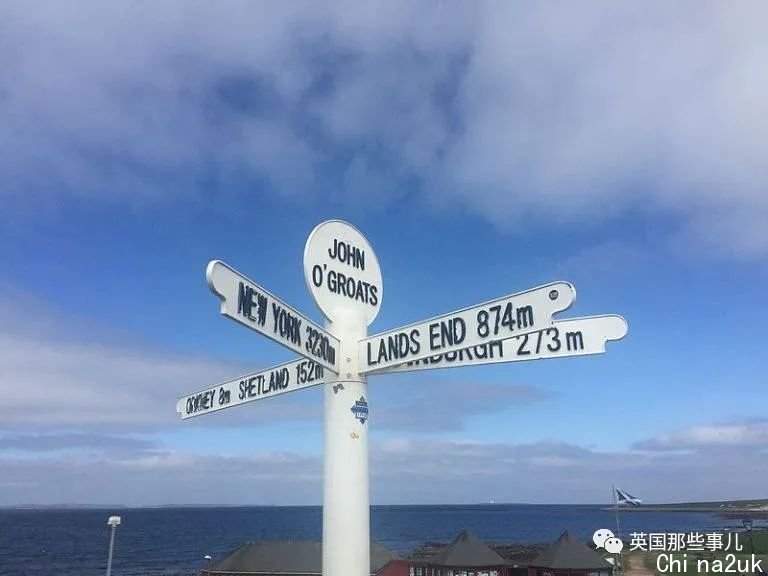 JOHN
O'GROATS
NEW YORK 3230m
LANDS END 874m
273m
ORKNEY 8m SHETLAND 152m
英国那些事儿
China2uk